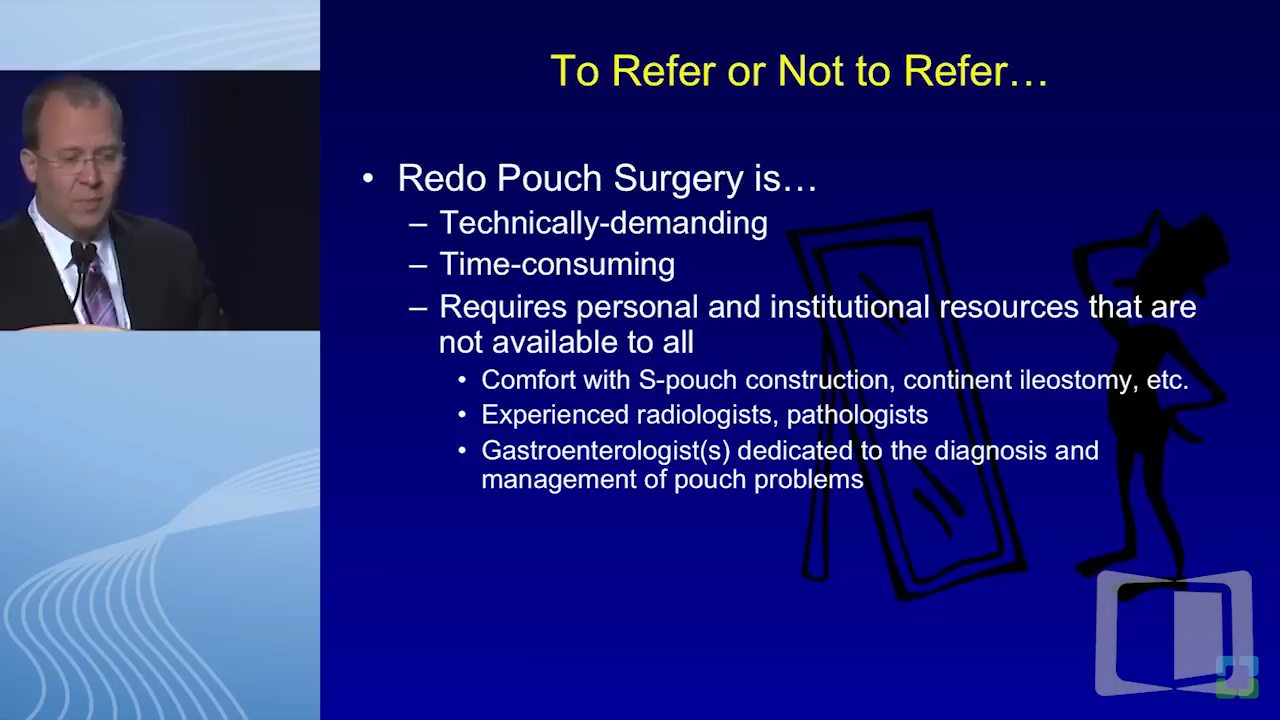 To Refer or Not to Refer…
• Redo Pouch Surgery is…
– Technically-demanding
– Time-consuming
– Requires personal and institutional resources that are
not available to all
• Comfort with S-pouch construction, continent ileostomy, etc.
• Experienced radiologists, pathologists
• Gastroenterologist(s) dedicated to the diagnosis and
management of pouch problems